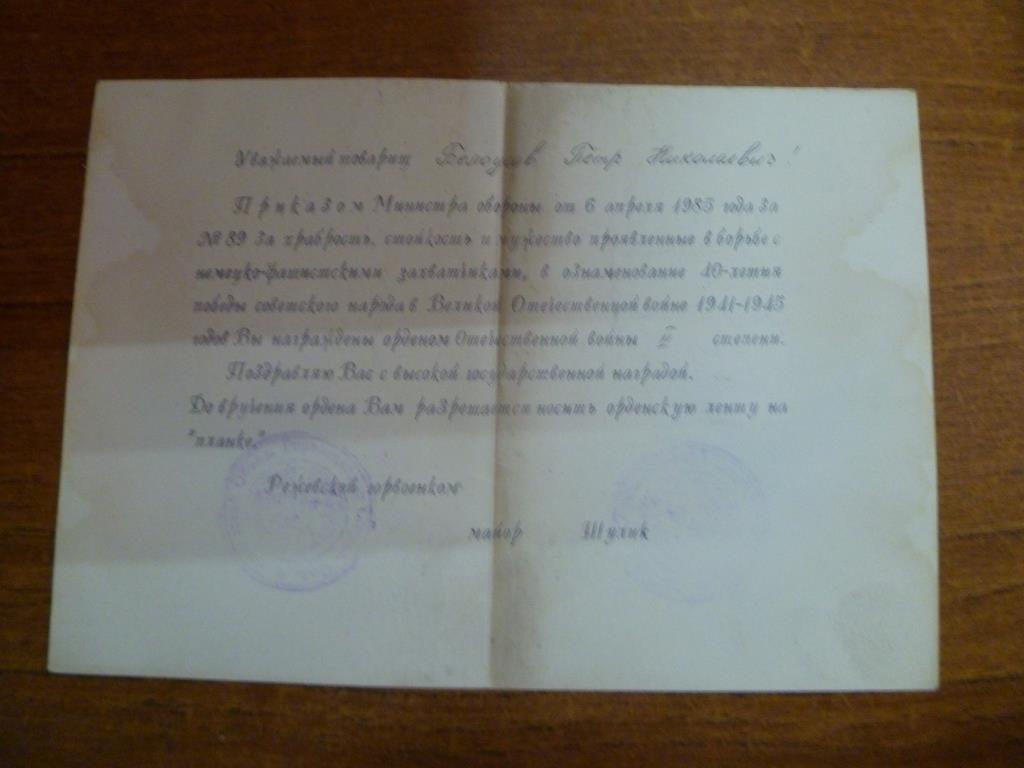 Уважаемый товарищ Белоусов Петр Николаевич!
Приказом Министра обороны от 6 апреля 1985 года за
№ 89 за храбрость, стойкость и мужество проявленные в борьбе с
немецко-фашистскими захватчиками, в ознаменование 40-летия
победы советского народа в Великой Отечественной войне 1941-1945
годов Вы награждены орденом Отечественной войны II степени.
Поздравляю Вас с высокой государственной наградой.
До вручения ордена Вам разрешается носить орденскую ленту на
"планке."
Режевской горвоенком
майор Шулик